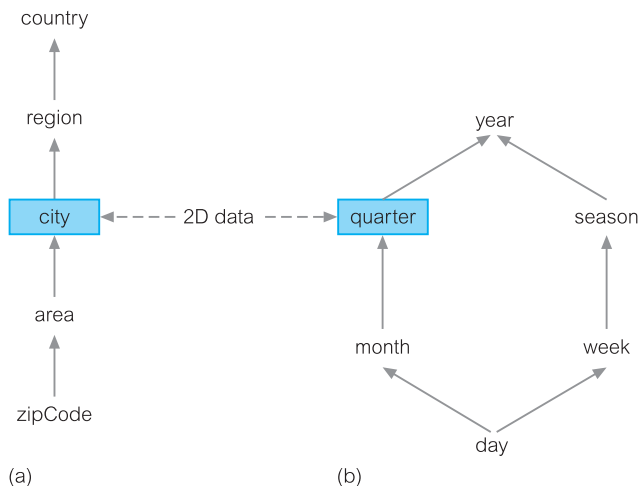 country
region
year
city
2D data
quarter
season
area
month
week
zipCode
day
(a)
(b)